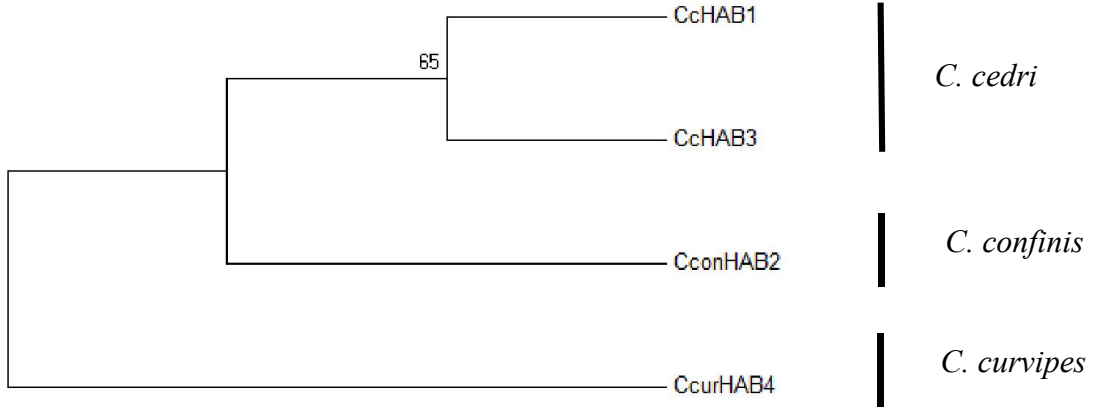 CcHAB1
65
C. cedri
CcHAB3
C. confinis
CconHAB2
C. curvipes
CcurHAB4